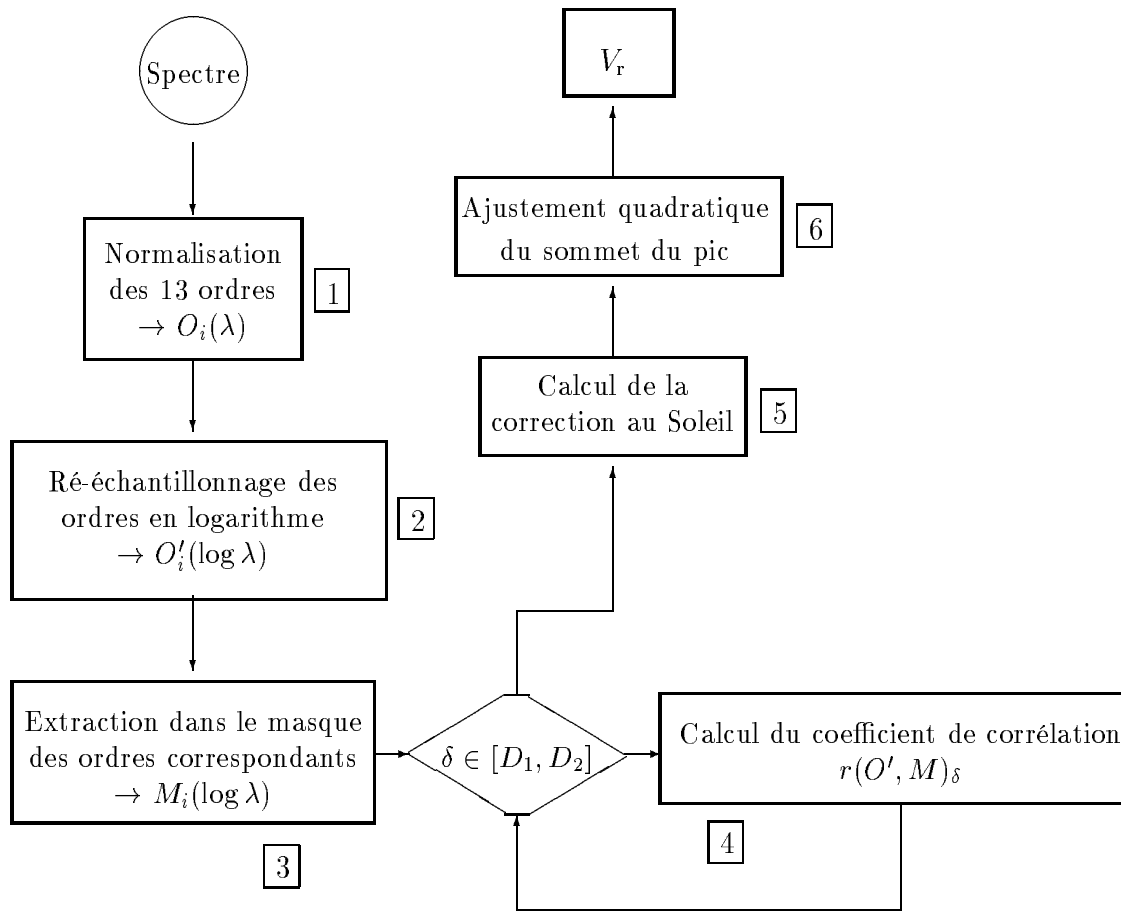 Spectre
Normalisation
des 13 ordres
→ O_i(λ)
1
Ré-échantillonnage des
ordres en logarithme
→ O'_i(log λ)
2
Extraction dans le masque
des ordres correspondants
→ M_i(log λ)
3
δ ∈ [D_1, D_2]
Calcul du coefficient de corrélation
r(O', M)_δ
4
Calcul de la
correction au Soleil
5
Ajustement quadratique
du sommet du pic
6
V_r